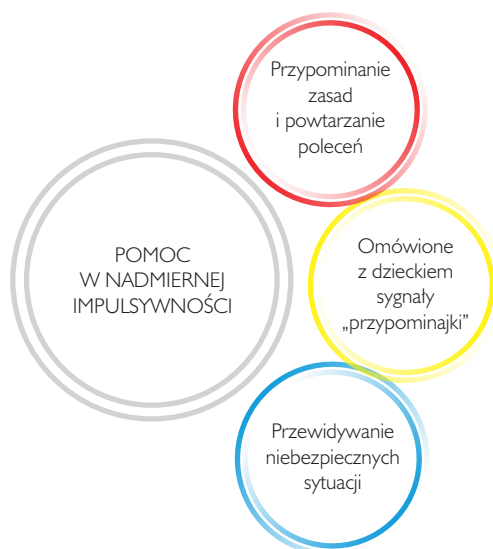 Przypominanie
zasad
i powtarzanie
poleceń
POMOC
W NADMIERNEJ
IMPULSYWNOŚCI
Omówione
z dzieckiem
sygnały
„przypominajki”
Przewidywanie
niebezpiecznych
sytuacji